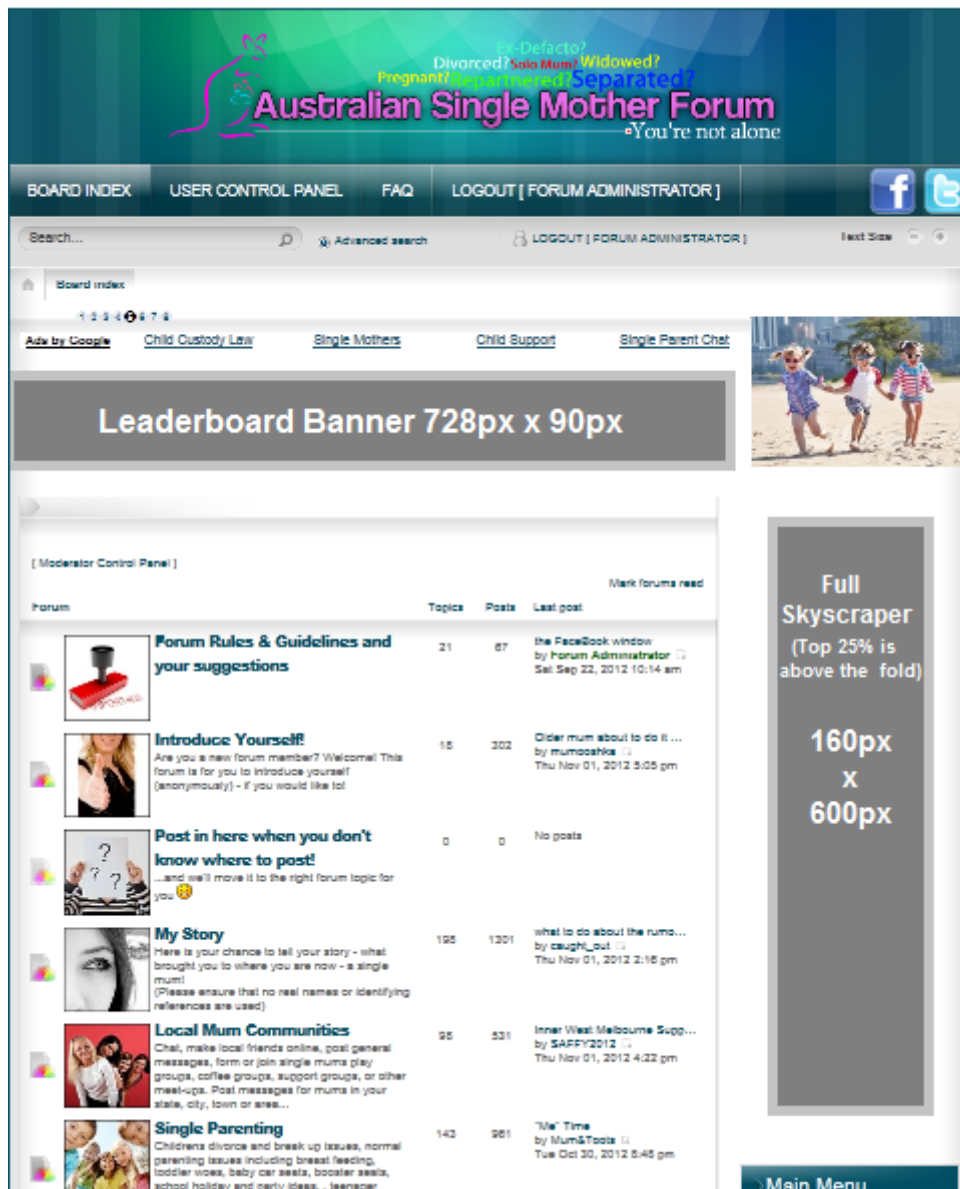 Ex-Defacto?
Divorced? Solo Mum? Widowed?
Pregnant? Repartnered? Separated?
Australian Single Mother Forum
You're not alone
BOARD INDEX USER CONTROL PANEL FAQ LOGOUT [ FORUM ADMINISTRATOR ]
Search... Advanced search LOGOUT [ FORUM ADMINISTRATOR ] Text Size
Board index
1 2 3 4 5 6 7 8
Ads by Google Child Custody Law Single Mothers Child Support Single Parent Chat
Leaderboard Banner 728px x 90px
[ Moderator Control Panel ]
Mark forums read
Forum Topics Posts Last post
Forum Rules & Guidelines and
your suggestions
21 67
the FaceBook window
by Forum Administrator
Sat Sep 22, 2012 10:14 am
Introduce Yourself!
Are you a new forum member? Welcome! This
forum is for you to introduce yourself
(anonymously) - if you would like to!
18 302
Older mum about to do it ...
by mumooshka
Thu Nov 01, 2012 5:05 pm
Post in here when you don't
know where to post!
...and we'll move it to the right forum topic for
you
0 0 No posts
? ? ?
My Story
Here is your chance to tell your story - what
brought you to where you are now - a single
mum!
(Please ensure that no real names or identifying
references are used)
198 1301
what to do about the rumo...
by caught_out
Thu Nov 01, 2012 2:16 pm
Local Mum Communities
Chat, make local friends online, post general
messages, form or join single mums play
groups, coffee groups, support groups, or other
meet-ups. Post messages for mums in your
state, city, town or area...
95 531
Inner West Melbourne Supp...
by SAFFY2012
Thu Nov 01, 2012 4:22 pm
Single Parenting
Childrens divorce and break up issues, normal
parenting issues including breast feeding,
toddler woes, baby car seats, booster seats,
school holiday and party ideas... teenager
143 961
"Me" Time
by Mum&Toots
Tue Oct 30, 2012 8:45 pm
Full
Skyscraper
(Top 25% is
above the fold)
160px
x
600px
Main Menu